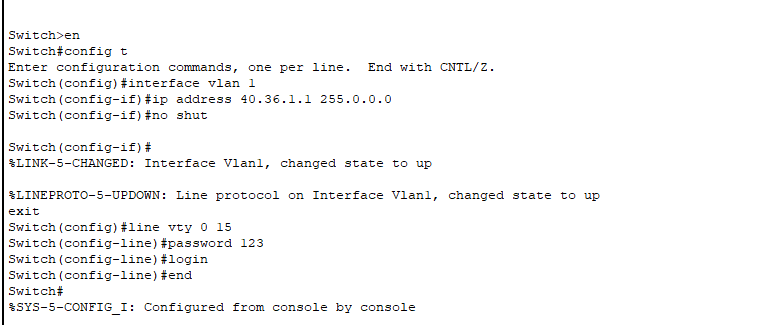 Switch>en
Switch#config t
Enter configuration commands, one per line.  End with CNTL/Z.
Switch(config)#interface vlan 1
Switch(config-if)#ip address 40.36.1.1 255.0.0.0
Switch(config-if)#no shut
Switch(config-if)#
%LINK-5-CHANGED: Interface Vlan1, changed state to up
%LINEPROTO-5-UPDOWN: Line protocol on Interface Vlan1, changed state to up
exit
Switch(config)#line vty 0 15
Switch(config-line)#password 123
Switch(config-line)#login
Switch(config-line)#end
Switch#
%SYS-5-CONFIG_I: Configured from console by console